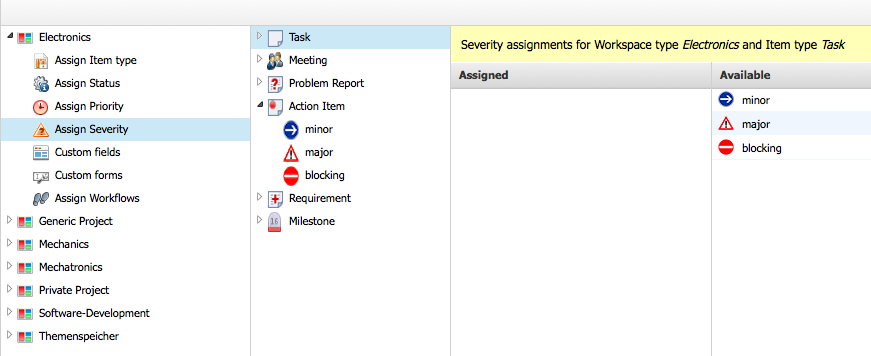 Electronics
Assign Item type
Assign Status
Assign Priority
Assign Severity
Custom fields
Custom forms
Assign Workflows
Generic Project
Mechanics
Mechatronics
Private Project
Software-Development
Themenspeicher
Task
Meeting
Problem Report
Action Item
minor
major
blocking
Requirement
16
Milestone
Severity assignments for Workspace type Electronics and Item type Task
Assigned
Available
minor
major
blocking